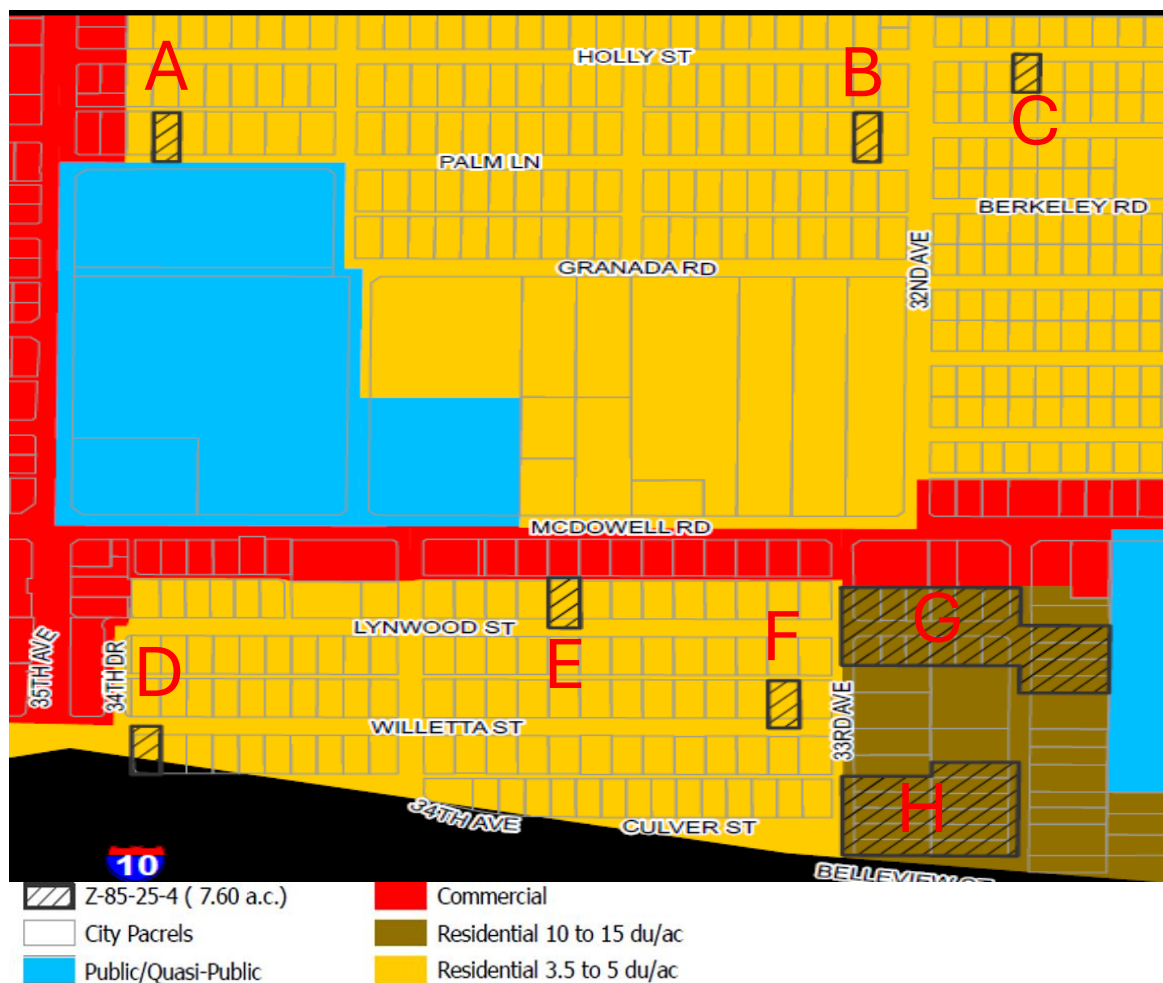 HOLLY ST
A
B
C
PALM LN
BERKELEY RD
32ND AVE
GRANADA RD
MCDOWELL RD
LYNWOOD ST
G
F
E
D
35TH AVE
34TH DR
33RD AVE
WILLETTA ST
H
34TH AVE
CULVER ST
10
BELLEVIEW ST
Z-85-25-4 ( 7.60 a.c.)
Commercial
City Pacrels
Residential 10 to 15 du/ac
Public/Quasi-Public
Residential 3.5 to 5 du/ac